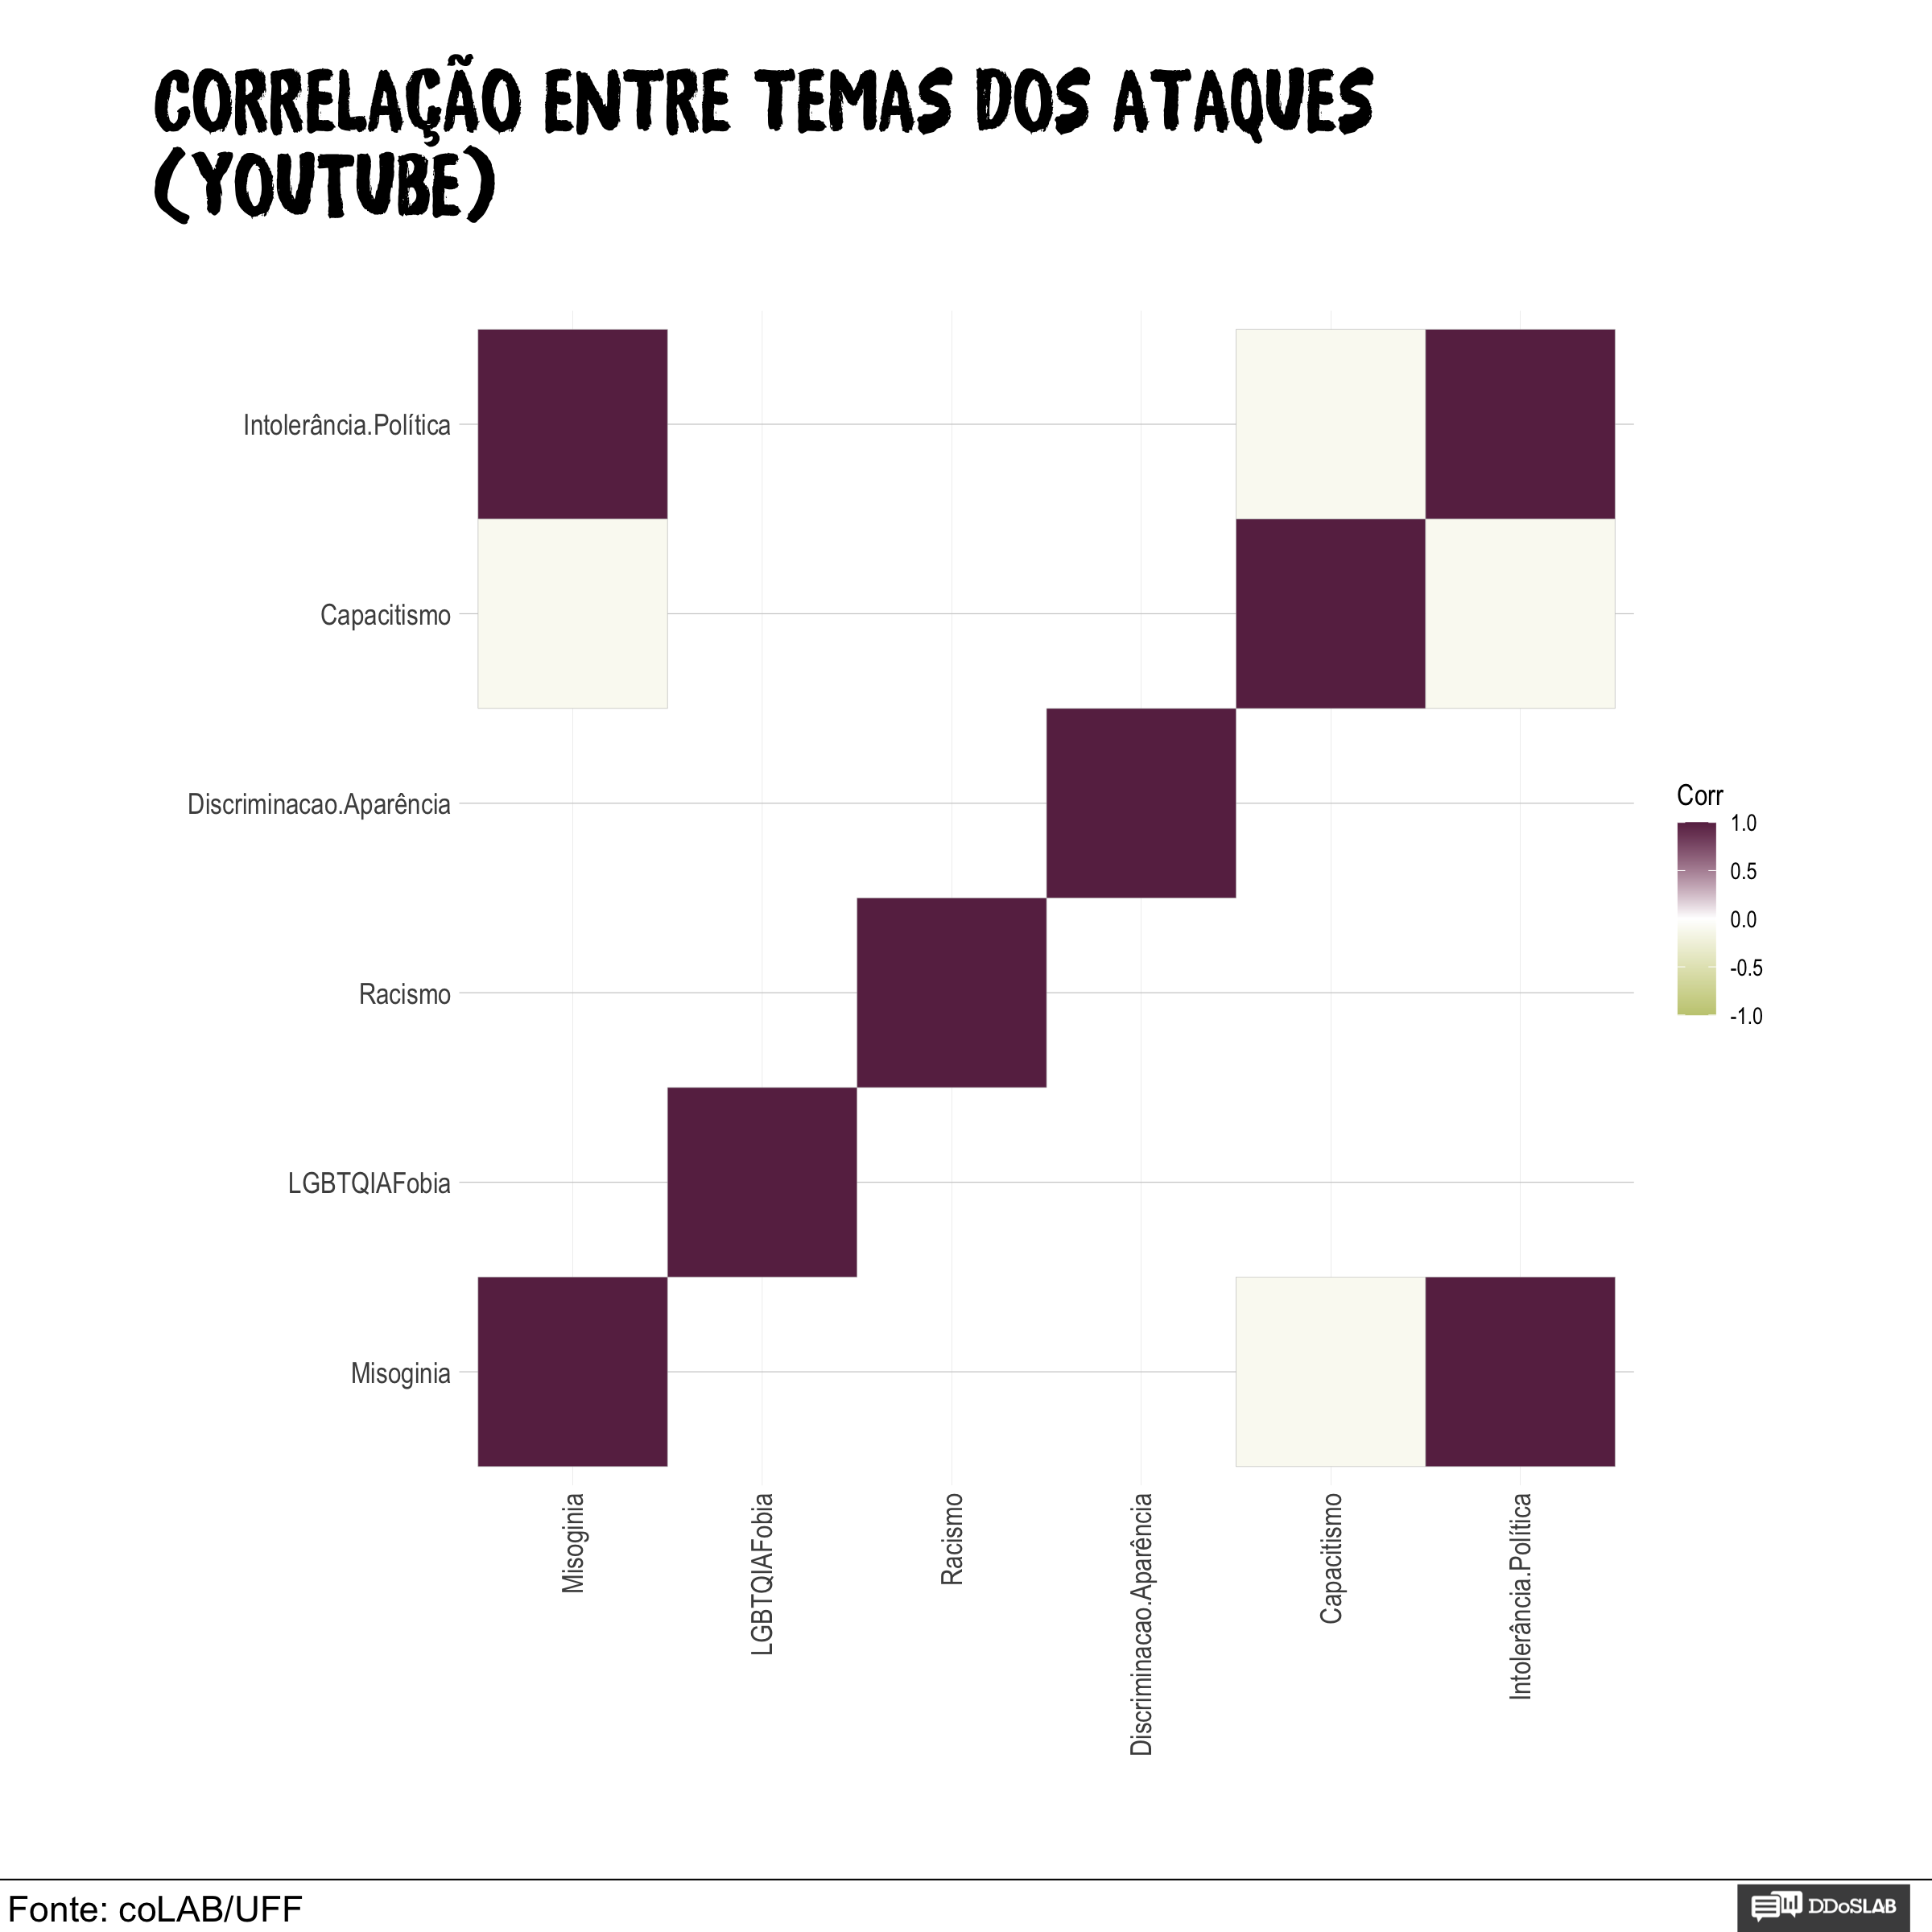 CORRELAÇÃO ENTRE TEMAS DOS ATAQUES
(YOUTUBE)
Intolerância.Política
Capacitismo
Discriminacao.Aparência
Racismo
LGBTQIAFobia
Misoginia
Misoginia
LGBTQIAFobia
Racismo
Discriminacao.Aparência
Capacitismo
Intolerância.Política
Corr
1.0
0.5
0.0
-0.5
-1.0
Fonte: coLAB/UFF
DDoSLAB